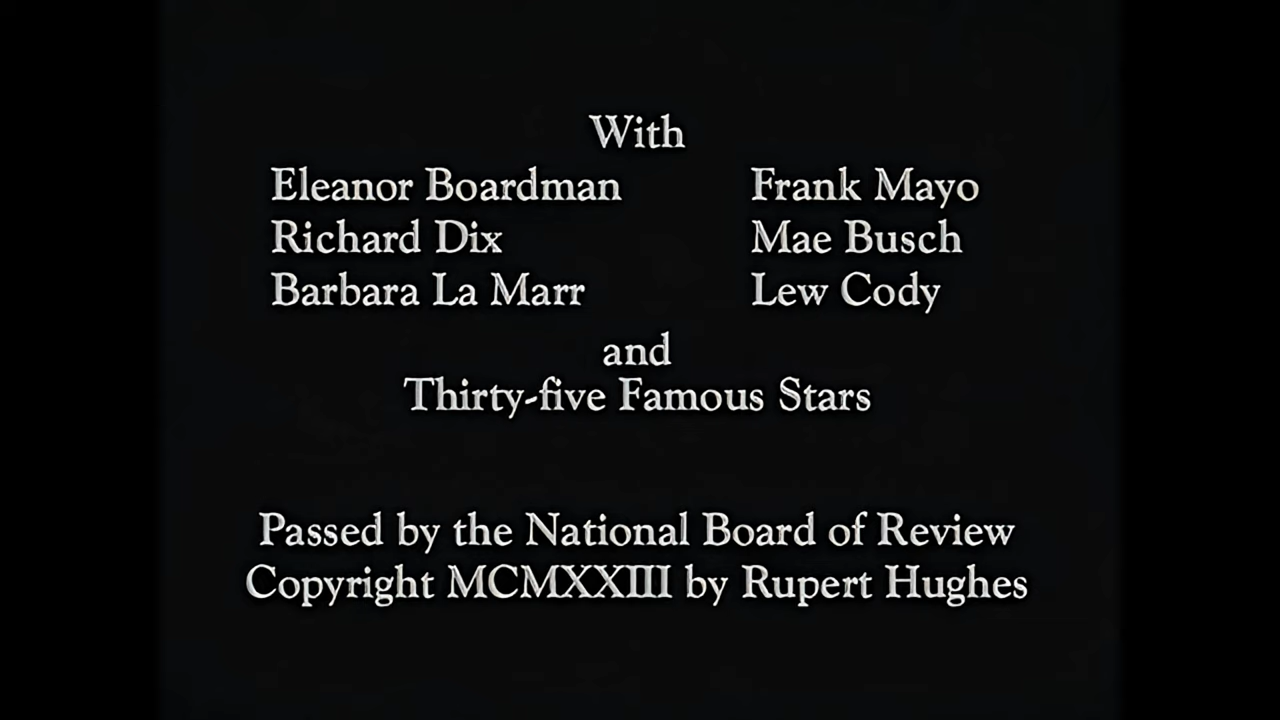 With
Eleanor Boardman
Frank Mayo
Richard Dix
Mae Busch
Barbara La Marr
Lew Cody
and
Thirty-five Famous Stars
Passed by the National Board of Review
Copyright MCMXXIII by Rupert Hughes